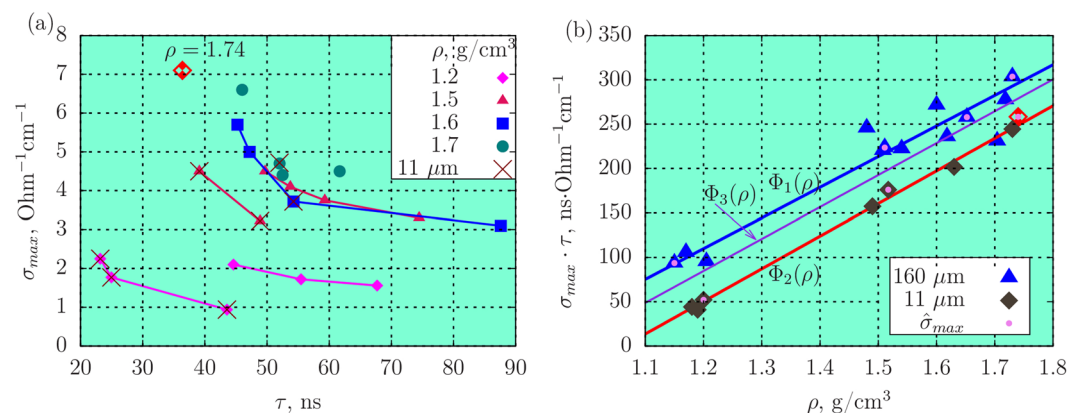 (a)
8
7
6
5
4
3
2
1
0
σmax, Ohm⁻¹cm⁻¹
ρ = 1.74
ρ, g/cm³
1.2
1.5
1.6
1.7
11 μm
20 30 40 50 60 70 80 90
τ, ns
(b)
350
300
250
200
150
100
50
0
σmax · τ, ns·Ohm⁻¹cm⁻¹
Φ₃(ρ)
Φ₁(ρ)
Φ₂(ρ)
160 μm
11 μm
σ̂max
1.1 1.2 1.3 1.4 1.5 1.6 1.7 1.8
ρ, g/cm³